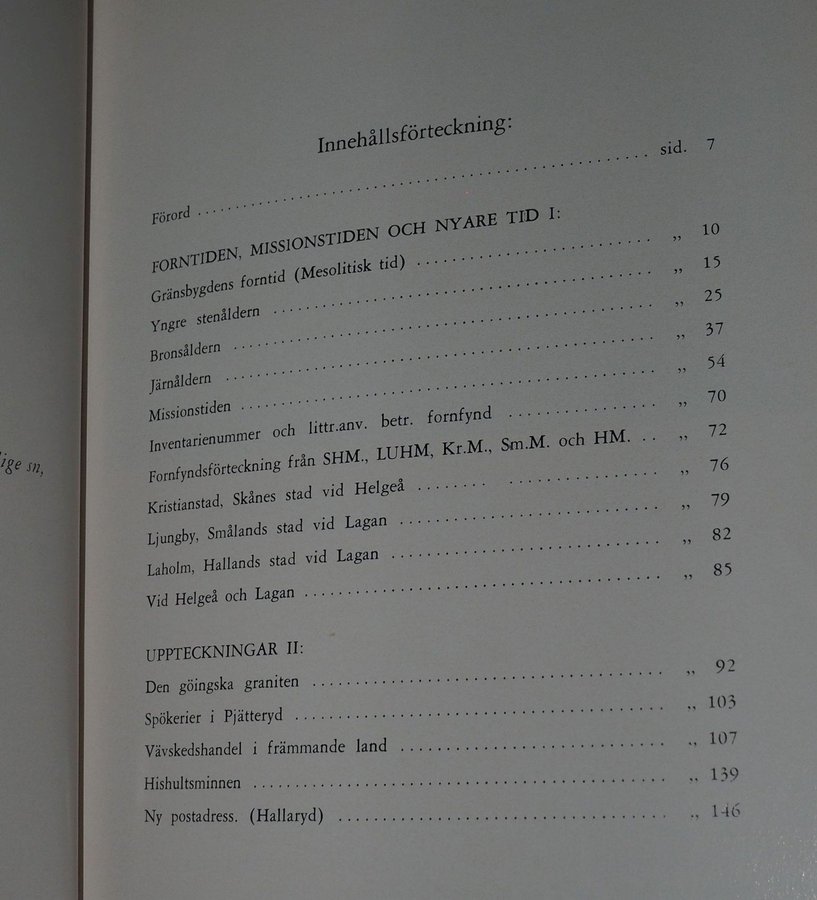 ige sn,
Innehållsförteckning:
Förord ........................................ sid. 7
FORNTIDEN, MISSIONSTIDEN OCH NYARE TID I:
Gränsbygdens forntid (Mesolitisk tid) ........................ „ 10
Yngre stenåldern ........................................ „ 15
Bronsåldern ........................................ „ 25
Järnåldern ........................................ „ 37
Missionstiden ........................................ „ 54
Inventarienummer och littr.anv. betr. fornfynd ............... „ 70
Fornfyndsförteckning från SHM., LUHM, Kr.M., Sm.M. och HM. .. „ 72
Kristianstad, Skånes stad vid Helgeå ........ ............... „ 76
Ljungby, Smålands stad vid Lagan ........................... „ 79
Laholm, Hallands stad vid Lagan ........................... „ 82
Vid Helgeå och Lagan .................................... „ 85
UPPTECKNINGAR II:
Den göingska graniten .................................... „ 92
Spökerier i Pjätteryd .................................... „ 103
Vävskedshandel i främmande land ......................... „ 107
Hishultsminnen ........................................ „ 139
Ny postadress. (Hallaryd) ................................ „ 146